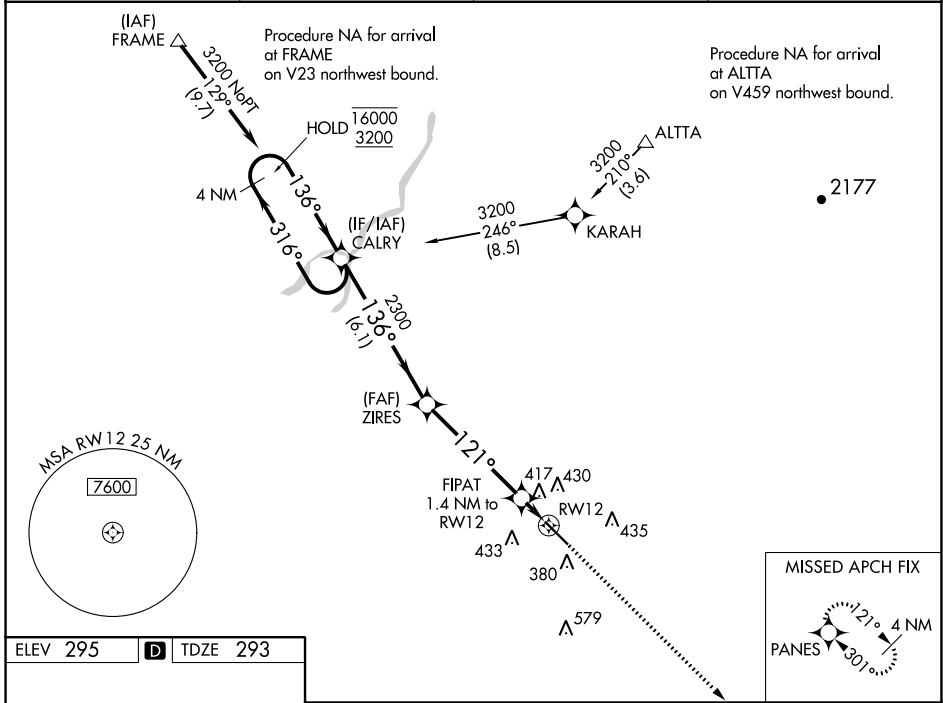 (IAF)
FRAME
Procedure NA for arrival
at FRAME
on V23 northwest bound.
Procedure NA for arrival
at ALTTA
on V459 northwest bound.
3200 NoPT
129°
(9.7)
HOLD 16000
3200
4 NM
136°
316°
(IF/IAF)
CALRY
ALTTA
3200
210°
(3.6)
3200
246°
(8.5)
KARAH
2177
2300
136°
(6.1)
(FAF)
ZIRES
121°
MSA RW12 25 NM
7600
FIPAT
1.4 NM to
RW12
417
430
RW12
435
433
380
579
MISSED APCH FIX
121°
4 NM
PANES
301°
ELEV 295 D TDZE 293